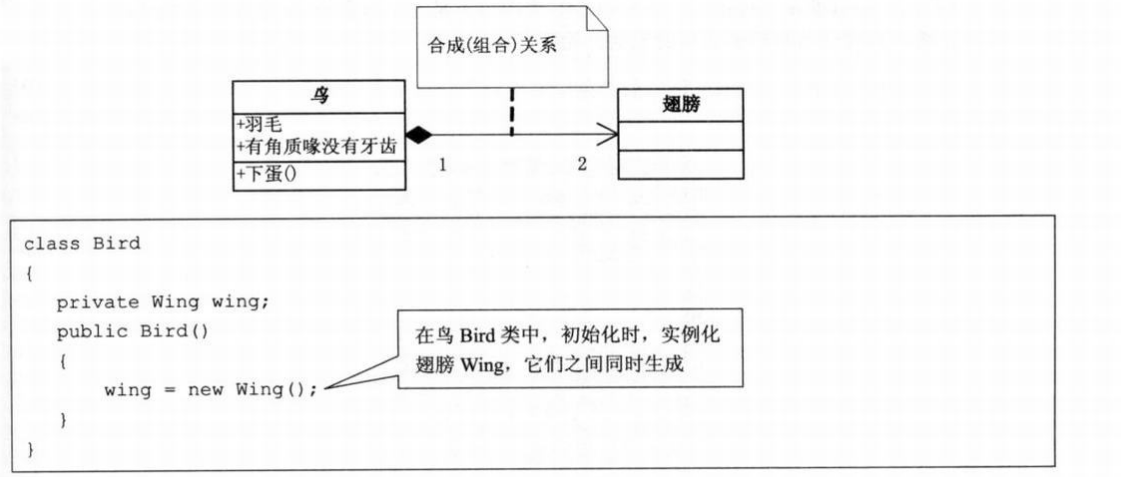 合成(组合)关系
鸟
+羽毛
+有角质喙没有牙齿
+下蛋()
1
2
翅膀
class Bird
{
private Wing wing;
public Bird()
{
wing = new Wing();
}
}
在鸟 Bird 类中，初始化时，实例化
翅膀 Wing，它们之间同时生成